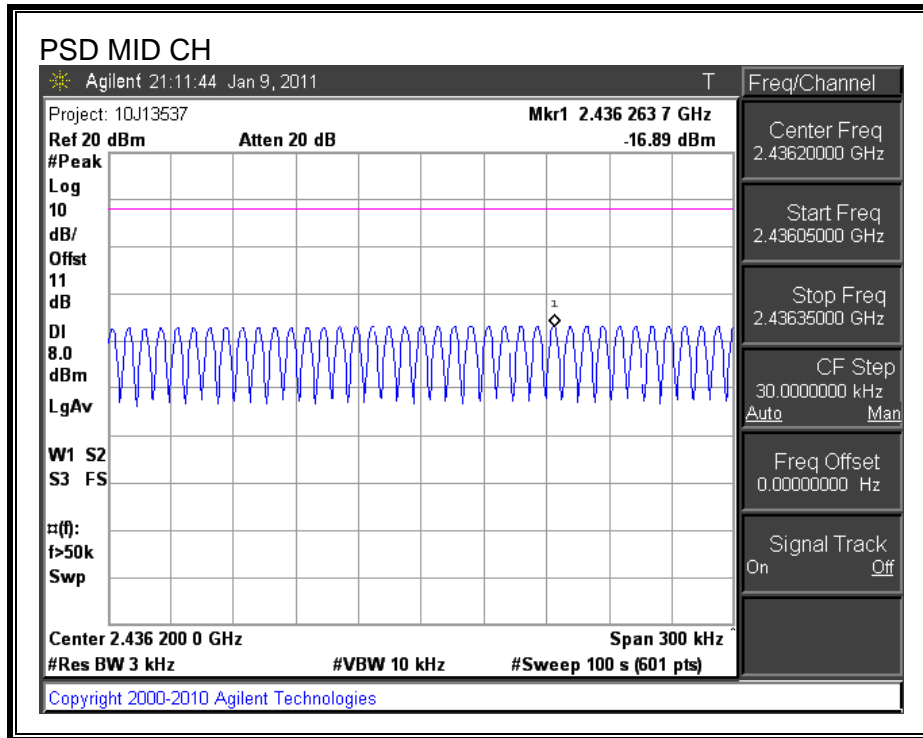 PSD MID CH
Agilent 21:11:44 Jan 9, 2011 T
Freq/Channel
Project: 10J13537 Mkr1 2.436 263 7 GHz
Ref 20 dBm Atten 20 dB -16.89 dBm
#Peak
Log
10
dB/
Offst
11
dB
DI
8.0
dBm
LgAv
W1 S2
S3 FS
¤(f):
f>50k
Swp
1
Center 2.436 200 0 GHz Span 300 kHz
#Res BW 3 kHz #VBW 10 kHz #Sweep 100 s (601 pts)
Center Freq
2.43620000 GHz
Start Freq
2.43605000 GHz
Stop Freq
2.43635000 GHz
CF Step
30.0000000 kHz
Auto Man
Freq Offset
0.00000000 Hz
Signal Track
On Off
Copyright 2000-2010 Agilent Technologies